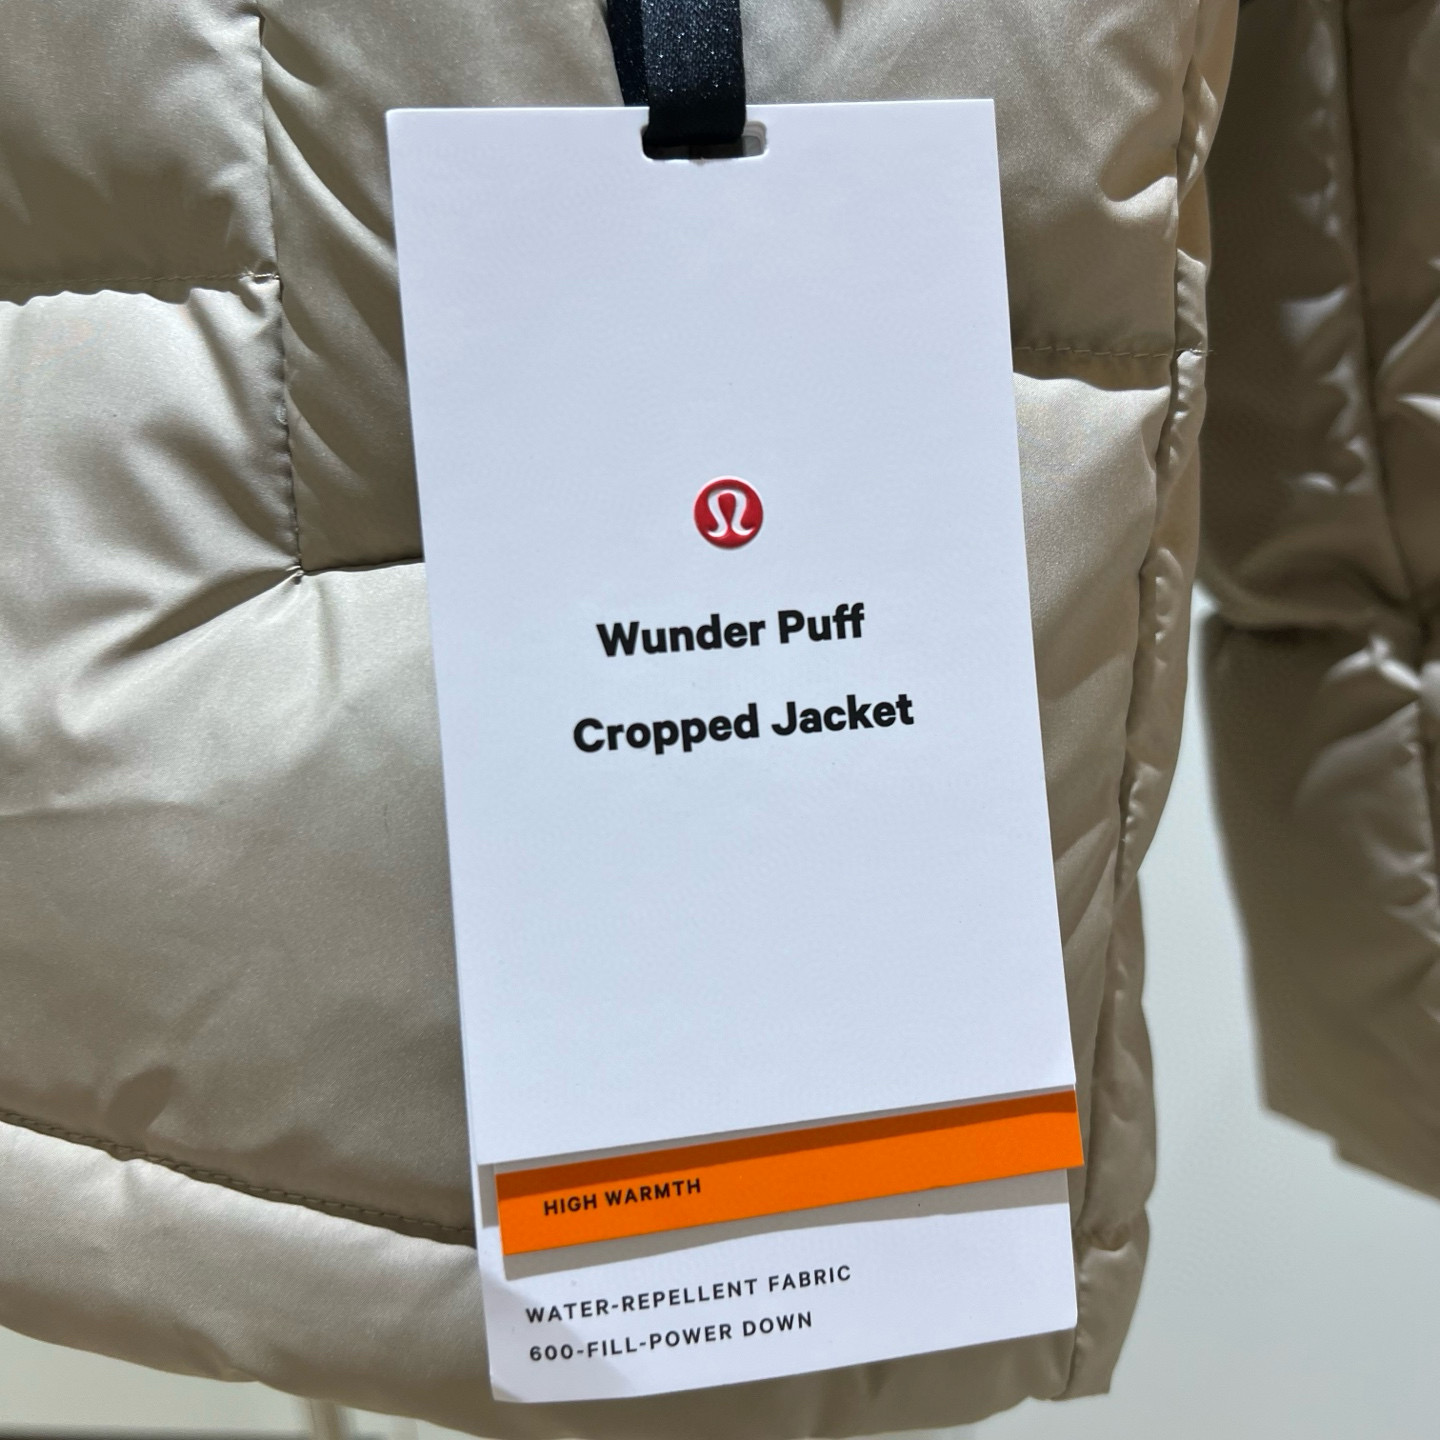 Wunder Puff
Cropped Jacket
HIGH WARMTH
WATER-REPELLENT FABRIC
600-FILL-POWER DOWN